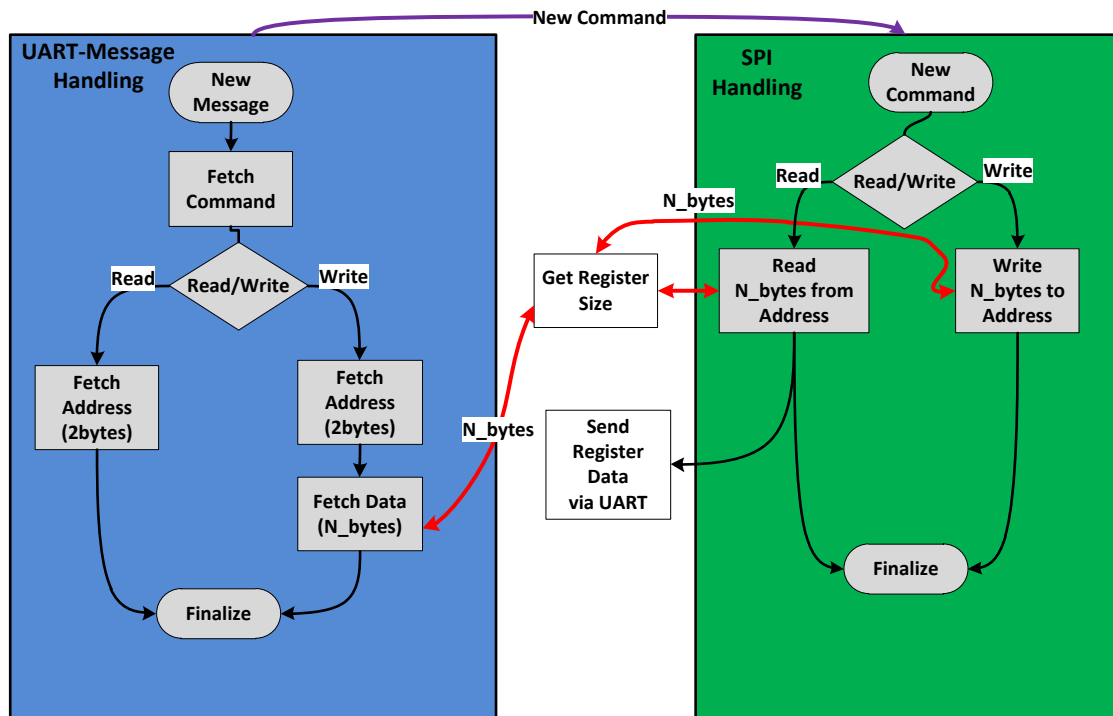 New Command
UART-Message
Handling
New
Message
Fetch
Command
Read/Write
Read
Write
Fetch
Address
(2bytes)
Fetch
Address
(2bytes)
Fetch Data
(N_bytes)
Finalize
N_bytes
N_bytes
Get Register
Size
Send
Register
Data
via UART
SPI
Handling
New
Command
Read/Write
Read
Write
Read
N_bytes from
Address
Write
N_bytes to
Address
Finalize